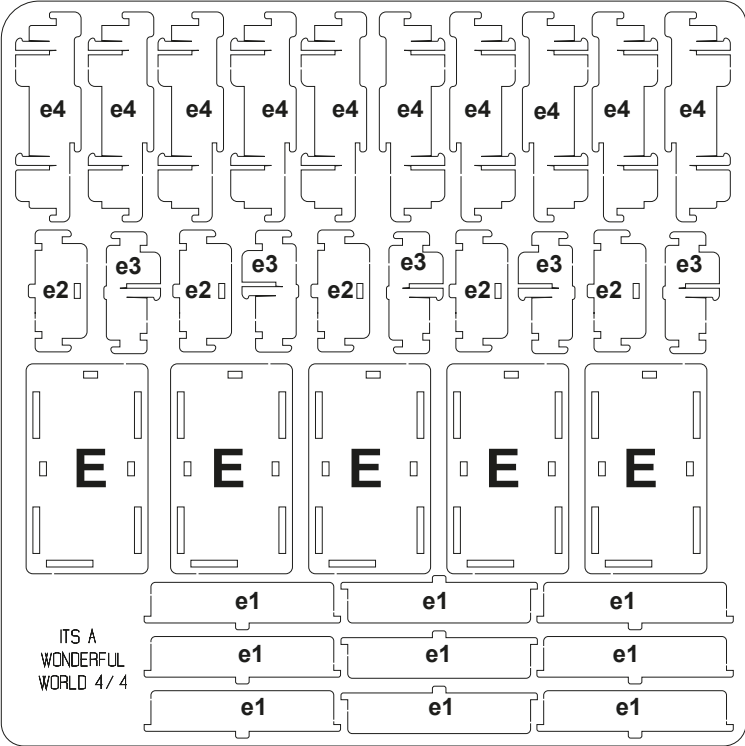 e4 e4 e4 e4 e4 e4 e4 e4 e4 e4
e2 e3 e2 e3 e2 e3 e2 e3 e2 e3
E E E E E
e1 e1 e1
e1 e1 e1
e1 e1 e1
ITS A
WONDERFUL
WORLD 4/4